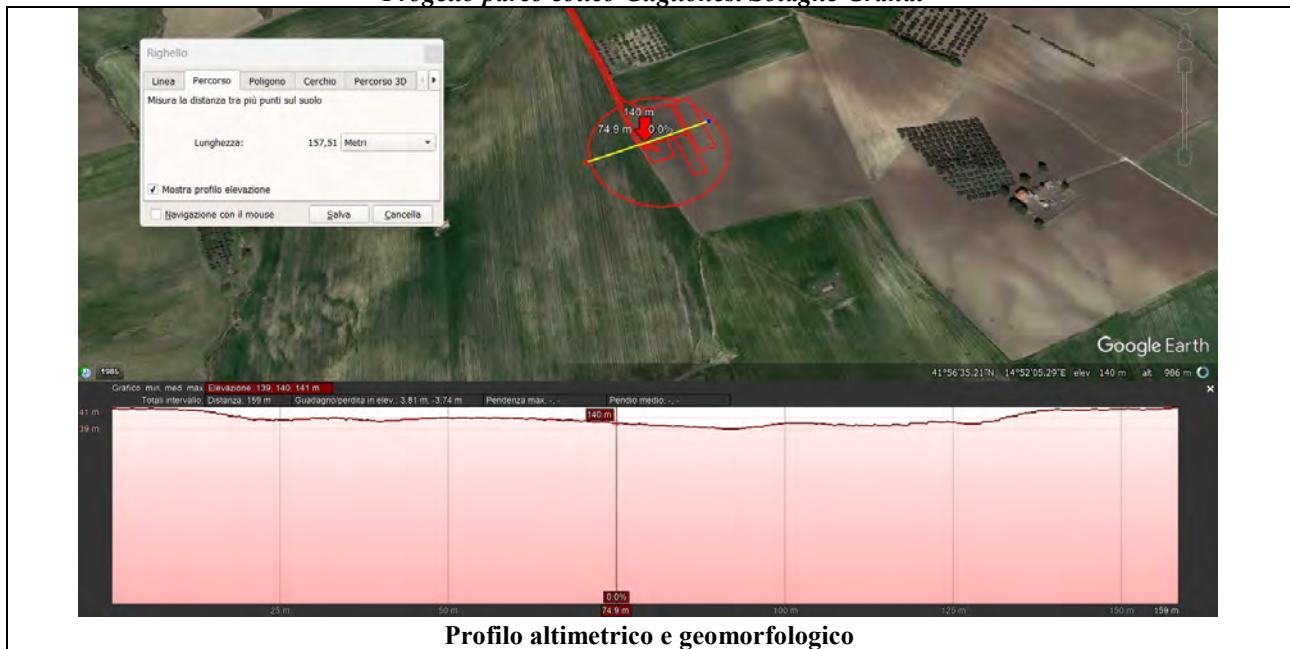 Progetto parco eolico Guglionesi Solagne Grandi
Righello
Linea Percorso Poligono Cerchio Percorso 3D
Misura la distanza tra più punti sul suolo
Lunghezza: 157,51 Metri
Mostra profilo elevazione
Navigazione con il mouse Salva Cancella
140 m
74.9 m 0.0%
Google Earth
1985
41°56'35.21"N 14°52'05.29"E elev 140 m alt 986 m
Grafico: min, med, max Elevazione: 139, 140, 141 m
Totali intervallo: Distanza: 159 m Guadagno/perdita in elev.: 3.81 m, -3.74 m Pendenza max: -, - Pendio medio: -, -
41 m
140 m
39 m
0.0%
25 m 50 m 74.9 m 100 m 125 m 150 m 159 m
Profilo altimetrico e geomorfologico